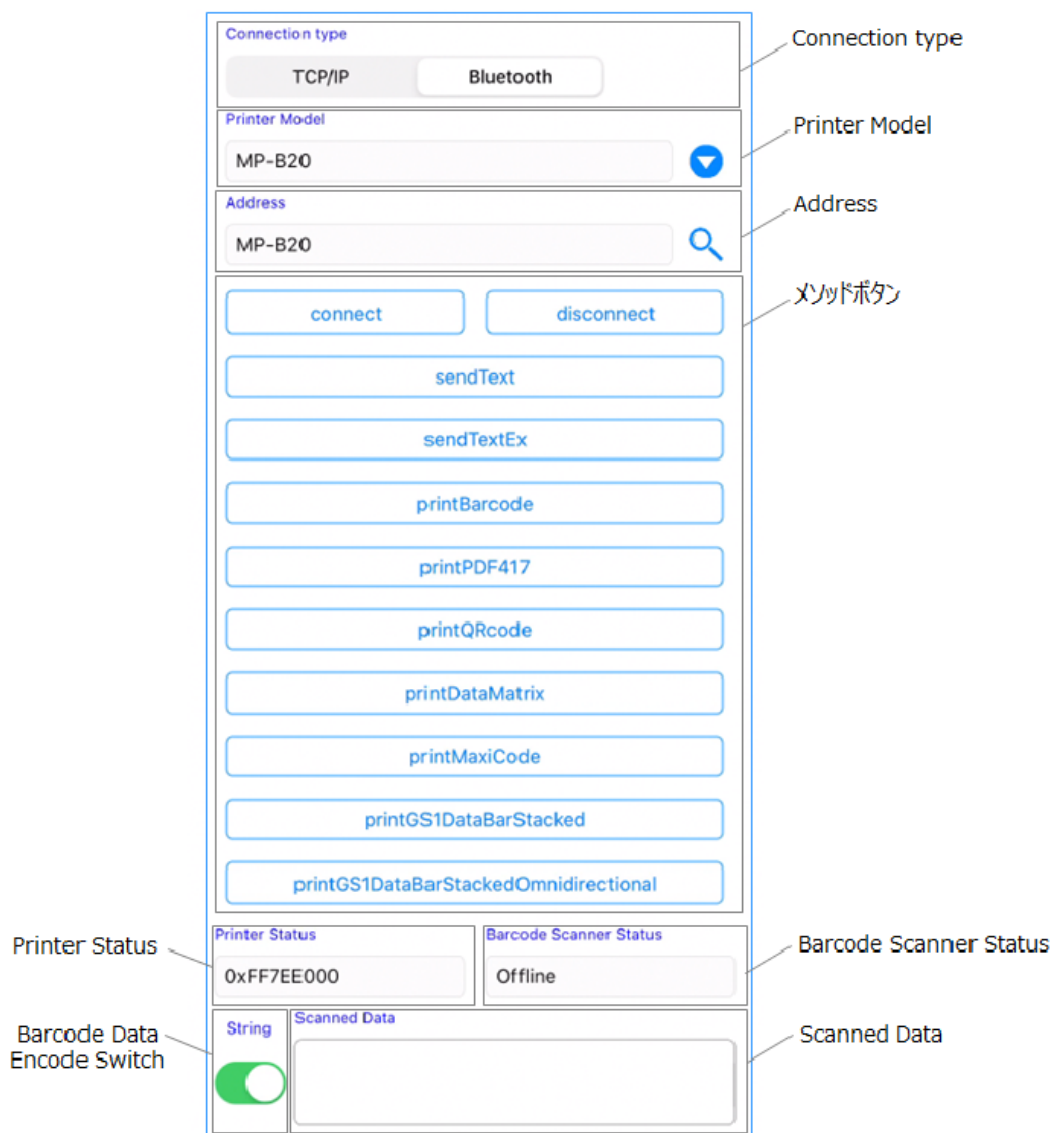 Connection type
Connection type
TCP/IP
Bluetooth
Printer Model
Printer Model
MP-B20
Address
Address
MP-B20
メソッドボタン
connect
disconnect
sendText
sendTextEx
printBarcode
printPDF417
printQRcode
printDataMatrix
printMaxiCode
printGS1DataBarStacked
printGS1DataBarStackedOmnidirectional
Printer Status
Printer Status
0xFF7EE000
Barcode Scanner Status
Offline
Barcode Scanner Status
Barcode Data
Encode Switch
String
Scanned Data
Scanned Data